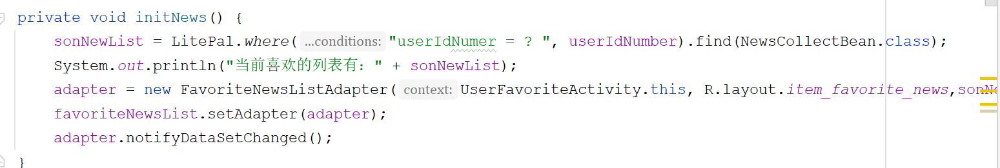 private void initNews() {
sonNewList = LitePal.where( ...conditions: "userIdNumer = ? ", userIdNumber).find(NewsCollectBean.class);
System.out.println("当前喜欢的列表有：" + sonNewList);
adapter = new FavoriteNewsListAdapter( context: UserFavoriteActivity.this, R.layout.item_favorite_news,sonNe
favoriteNewsList.setAdapter(adapter);
adapter.notifyDataSetChanged();
}